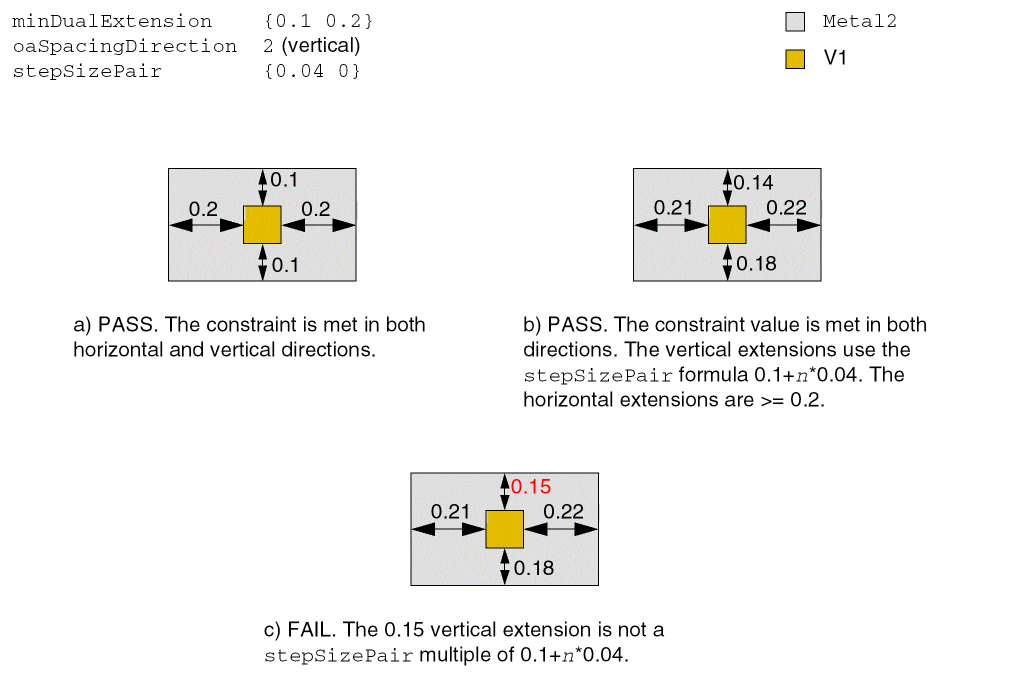 minDualExtension {0.1 0.2}
oaSpacingDirection 2 (vertical)
stepSizePair {0.04 0}
Metal2
V1
0.1
0.2 0.2
0.1
a) PASS. The constraint is met in both
horizontal and vertical directions.
0.14
0.21 0.22
0.18
b) PASS. The constraint value is met in both
directions. The vertical extensions use the
stepSizePair formula 0.1+n*0.04. The
horizontal extensions are >= 0.2.
0.15
0.21 0.22
0.18
c) FAIL. The 0.15 vertical extension is not a
stepSizePair multiple of 0.1+n*0.04.